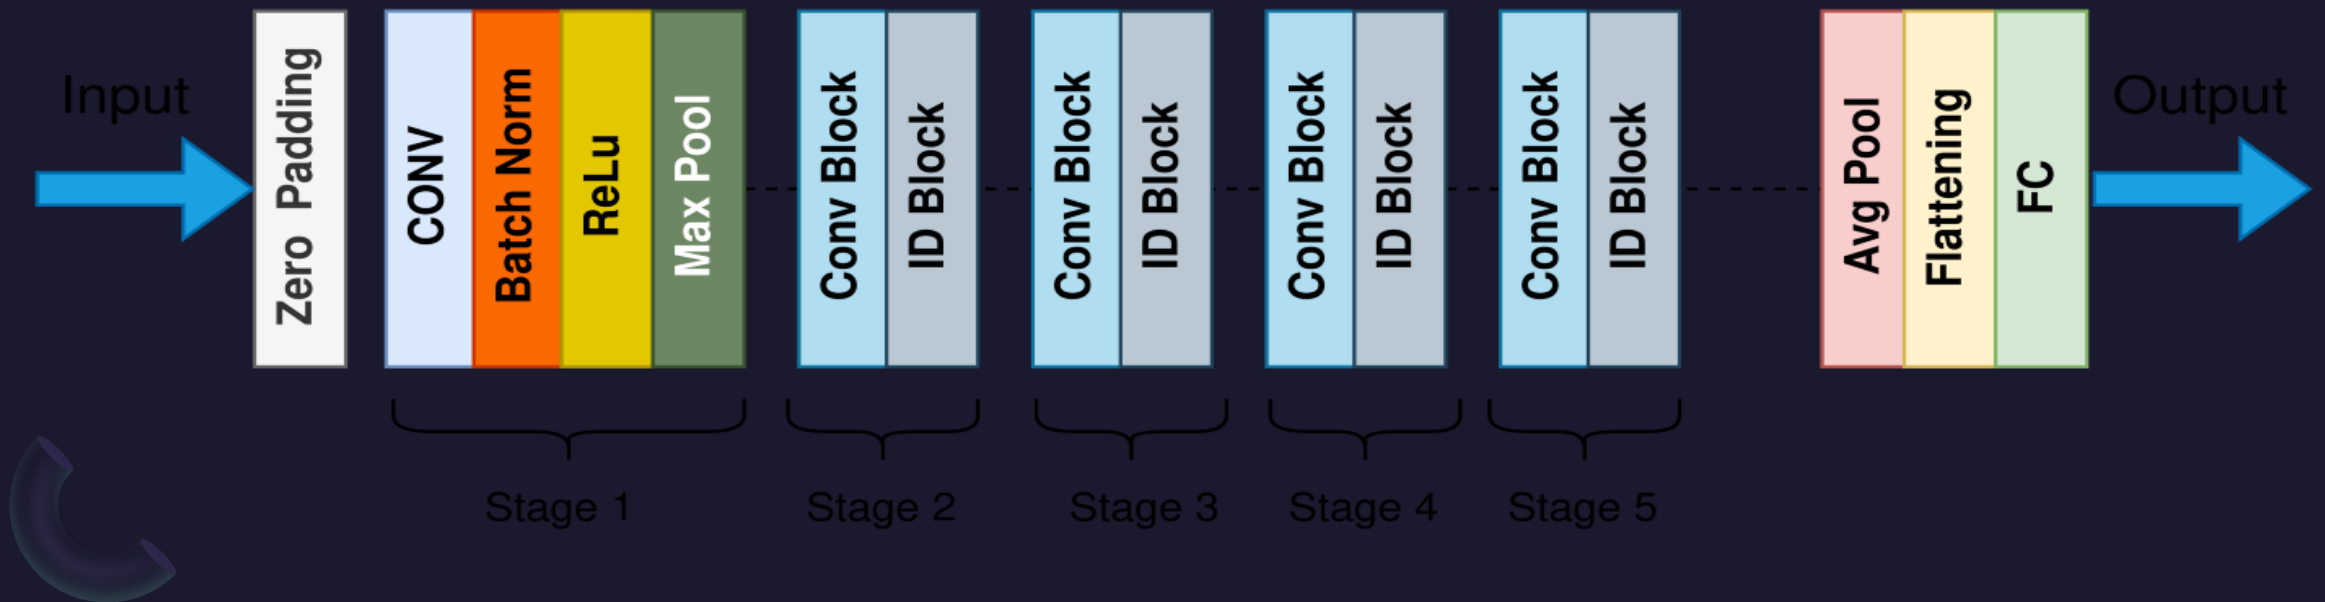 Input
Zero Padding
CONV
Batch Norm
ReLu
Max Pool
Conv Block
ID Block
Conv Block
ID Block
Conv Block
ID Block
Conv Block
ID Block
Avg Pool
Flattening
FC
Output
Stage 1
Stage 2
Stage 3
Stage 4
Stage 5